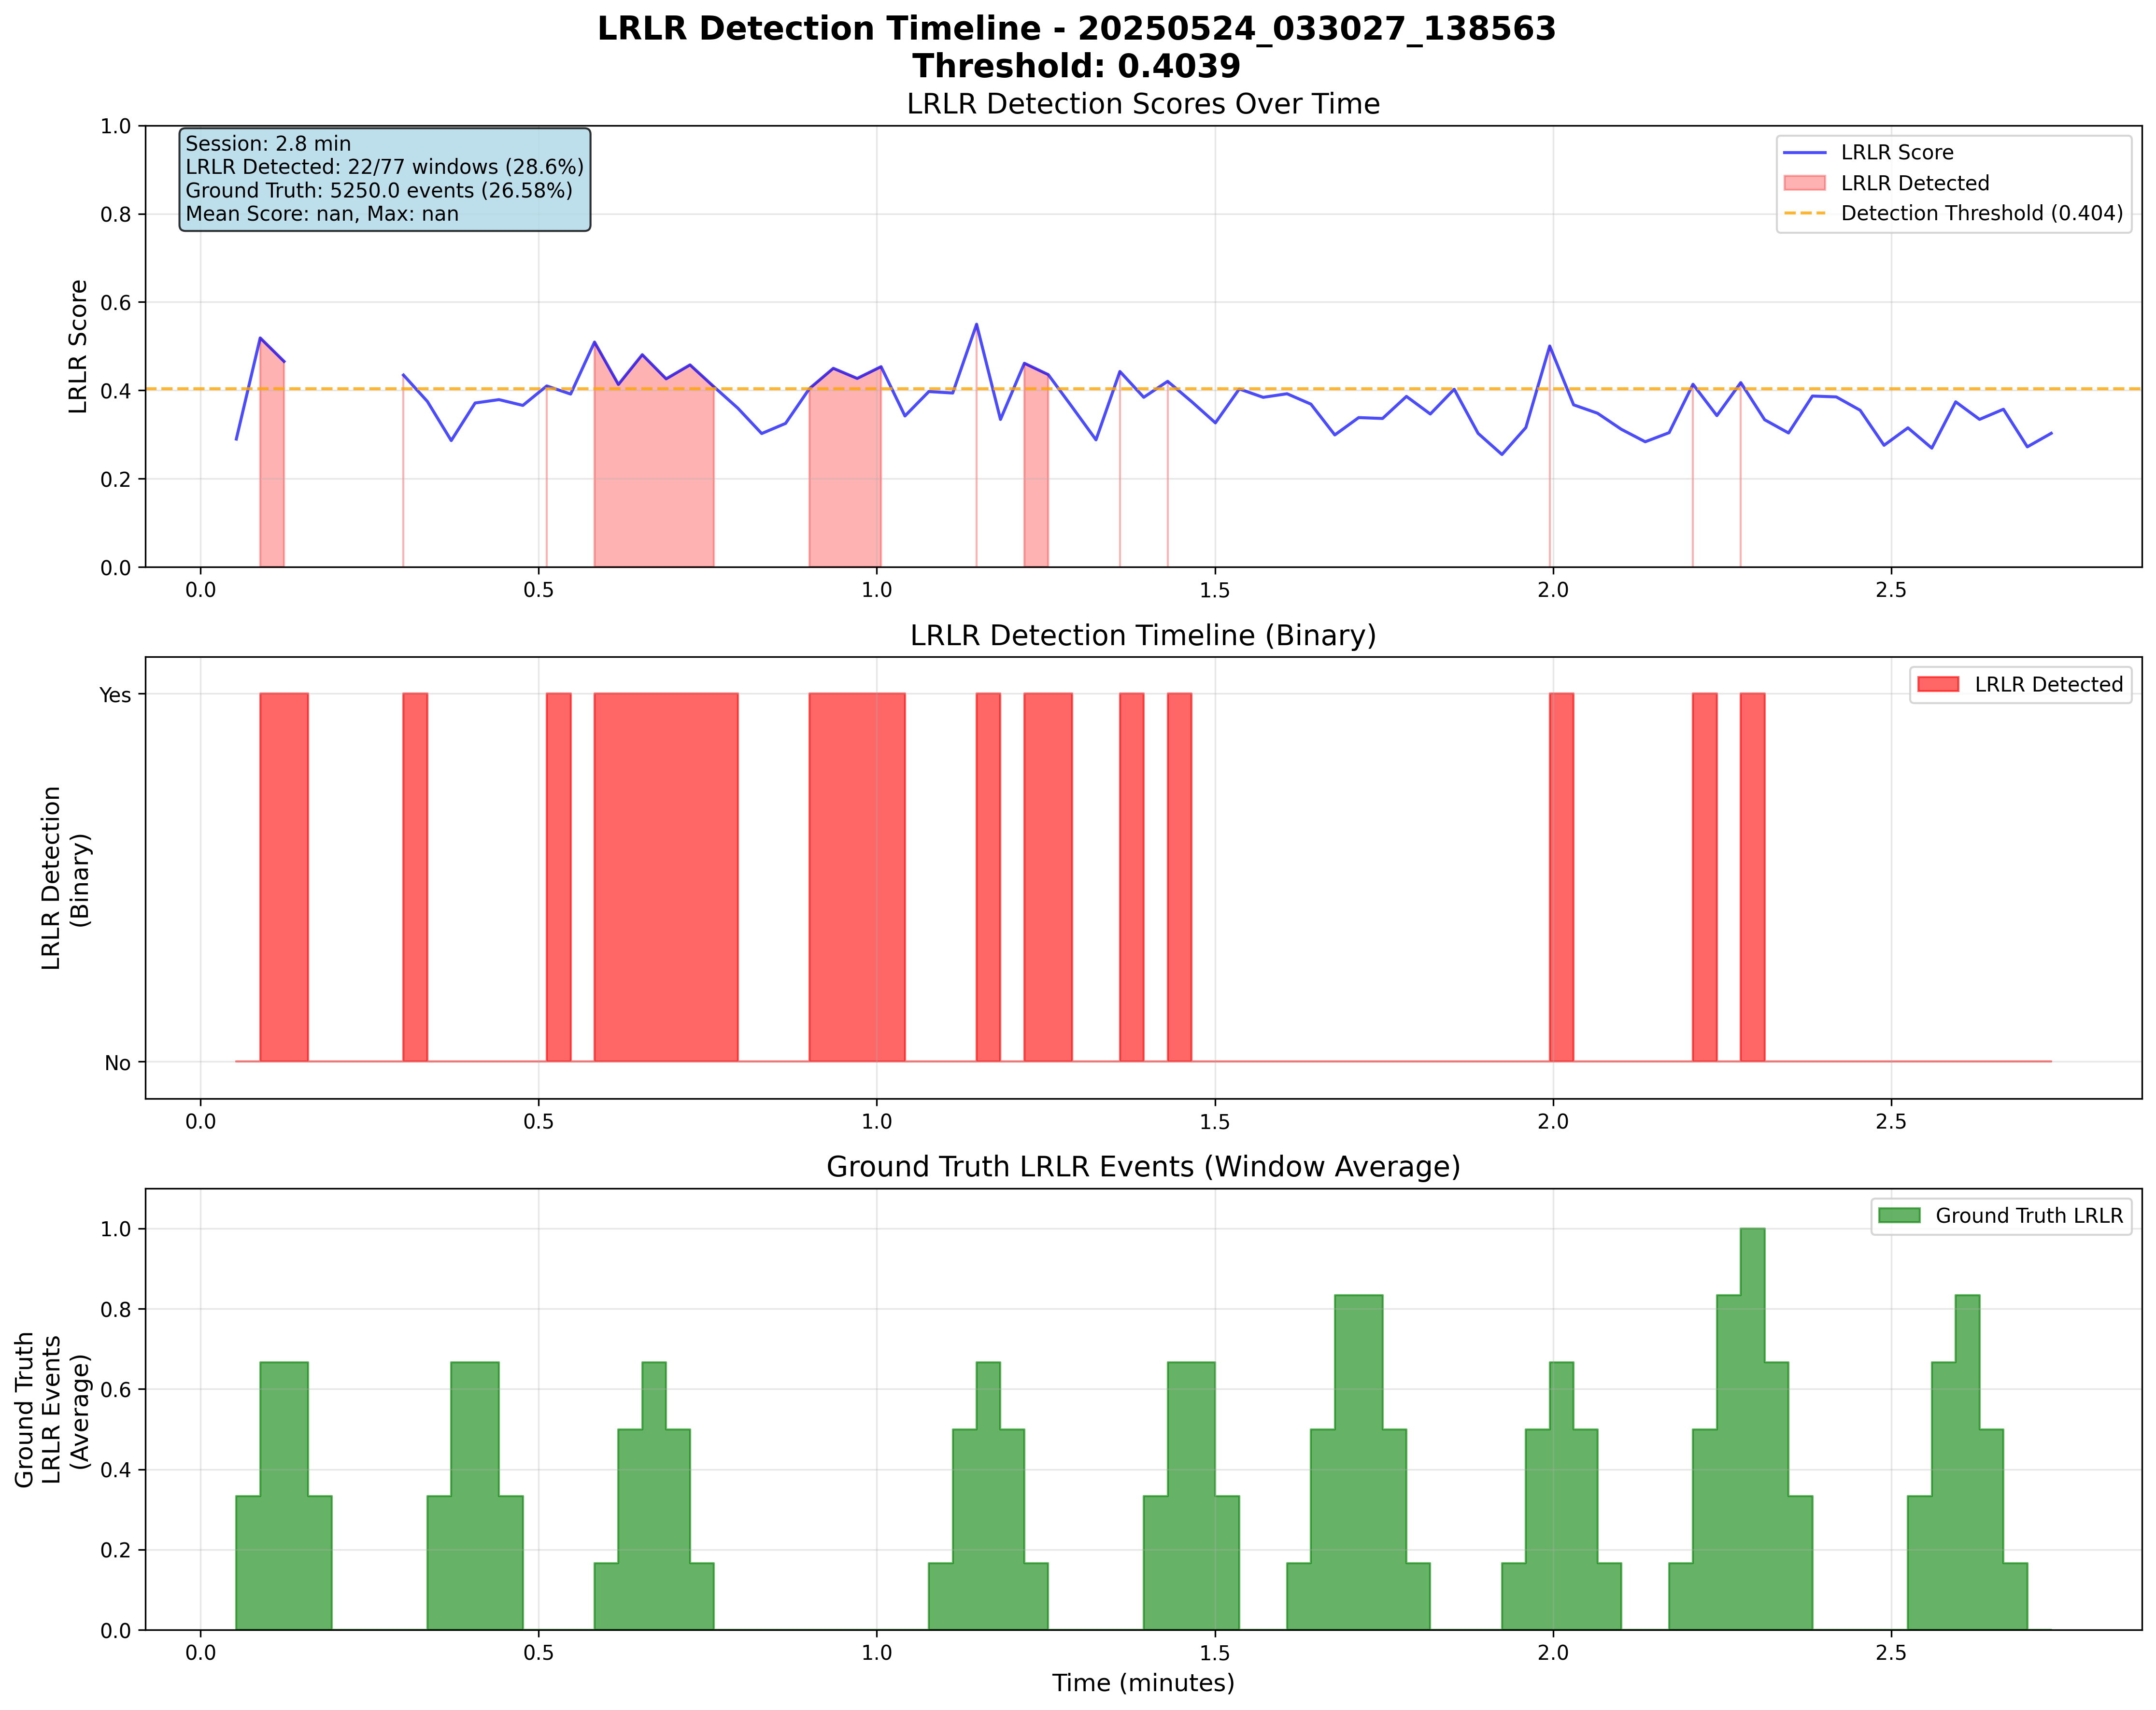 LRLR Detection Timeline - 20250524_033027_138563
Threshold: 0.4039
LRLR Detection Scores Over Time
Session: 2.8 min
LRLR Detected: 22/77 windows (28.6%)
Ground Truth: 5250.0 events (26.58%)
Mean Score: nan, Max: nan
LRLR Score
LRLR Detected
Detection Threshold (0.404)
LRLR Score
1.0
0.8
0.6
0.4
0.2
0.0
0.0 0.5 1.0 1.5 2.0 2.5
LRLR Detection Timeline (Binary)
LRLR Detected
LRLR Detection
(Binary)
Yes
No
0.0 0.5 1.0 1.5 2.0 2.5
Ground Truth LRLR Events (Window Average)
Ground Truth LRLR
Ground Truth
LRLR Events
(Average)
1.0
0.8
0.6
0.4
0.2
0.0
0.0 0.5 1.0 1.5 2.0 2.5
Time (minutes)